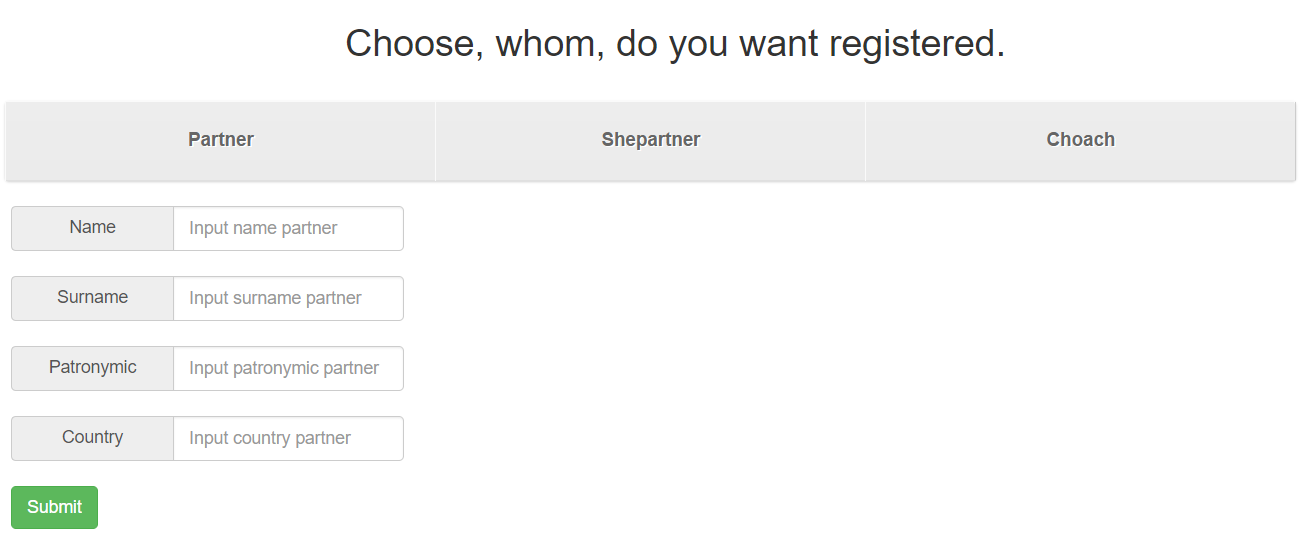 Choose, whom, do you want registered.
Partner Shepartner Choach
Name Input name partner
Surname Input surname partner
Patronymic Input patronymic partner
Country Input country partner
Submit